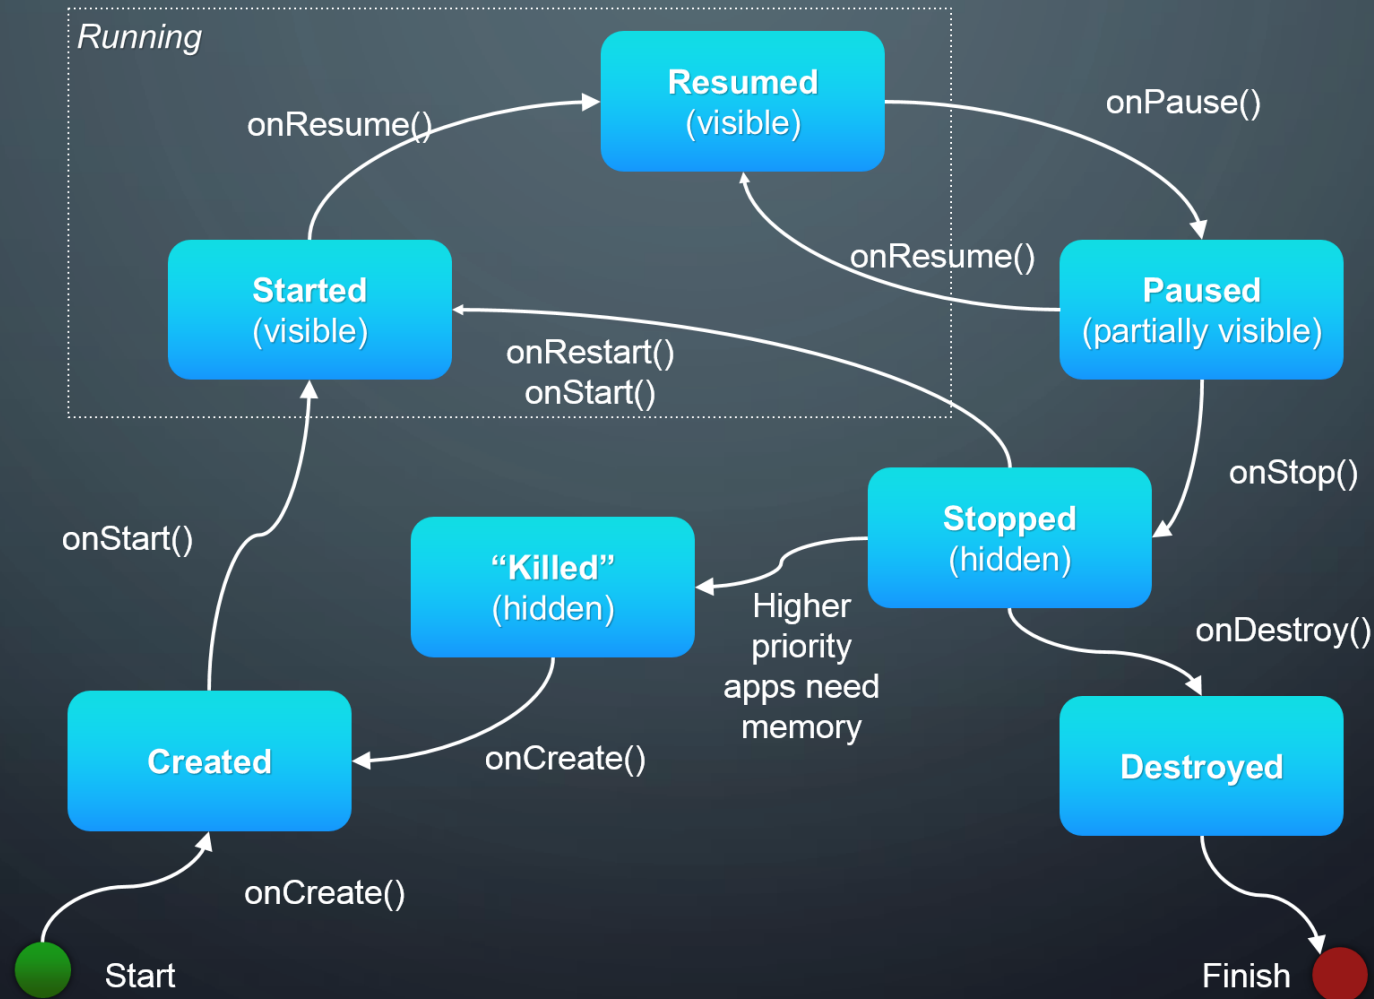 Running
Resumed
(visible)
onPause()
onResume()
onResume()
Started
(visible)
Paused
(partially visible)
onRestart()
onStart()
onStop()
onStart()
Stopped
(hidden)
“Killed”
(hidden)
Higher
priority
apps need
memory
onDestroy()
Created
onCreate()
Destroyed
onCreate()
Start
Finish